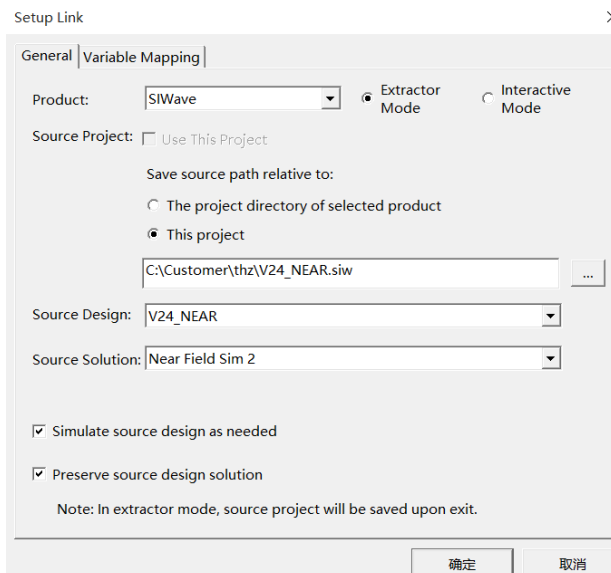 Setup Link
General Variable Mapping
Product: SIWave Extractor Mode Interactive Mode
Source Project: Use This Project
Save source path relative to:
The project directory of selected product
This project
C:\Customer\thz\V24_NEAR.siw ...
Source Design: V24_NEAR
Source Solution: Near Field Sim 2
Simulate source design as needed
Preserve source design solution
Note: In extractor mode, source project will be saved upon exit.
确定 取消